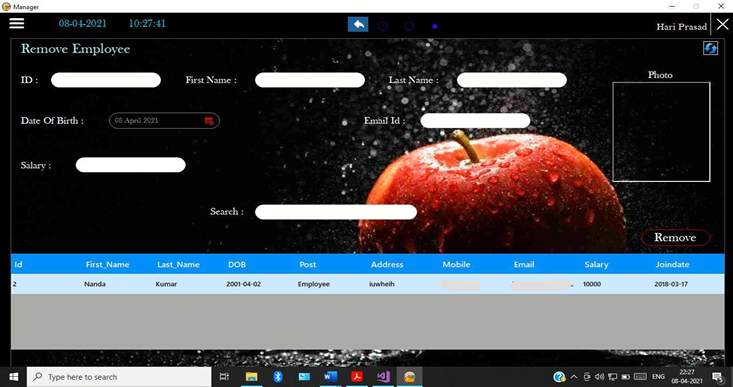 Manager
08-04-2021 10:27:41 Hari Prasad
Remove Employee
ID : First Name : Last Name : Photo
Date Of Birth : 08 April 2021 Email Id :
Salary :
Search :
Remove
Id First_Name Last_Name DOB Post Address Mobile Email Salary Joindate
2 Nanda Kumar 2001-04-02 Employee iuwheih 10000 2018-03-17
Type here to search ENG 22:27
08-04-2021 5